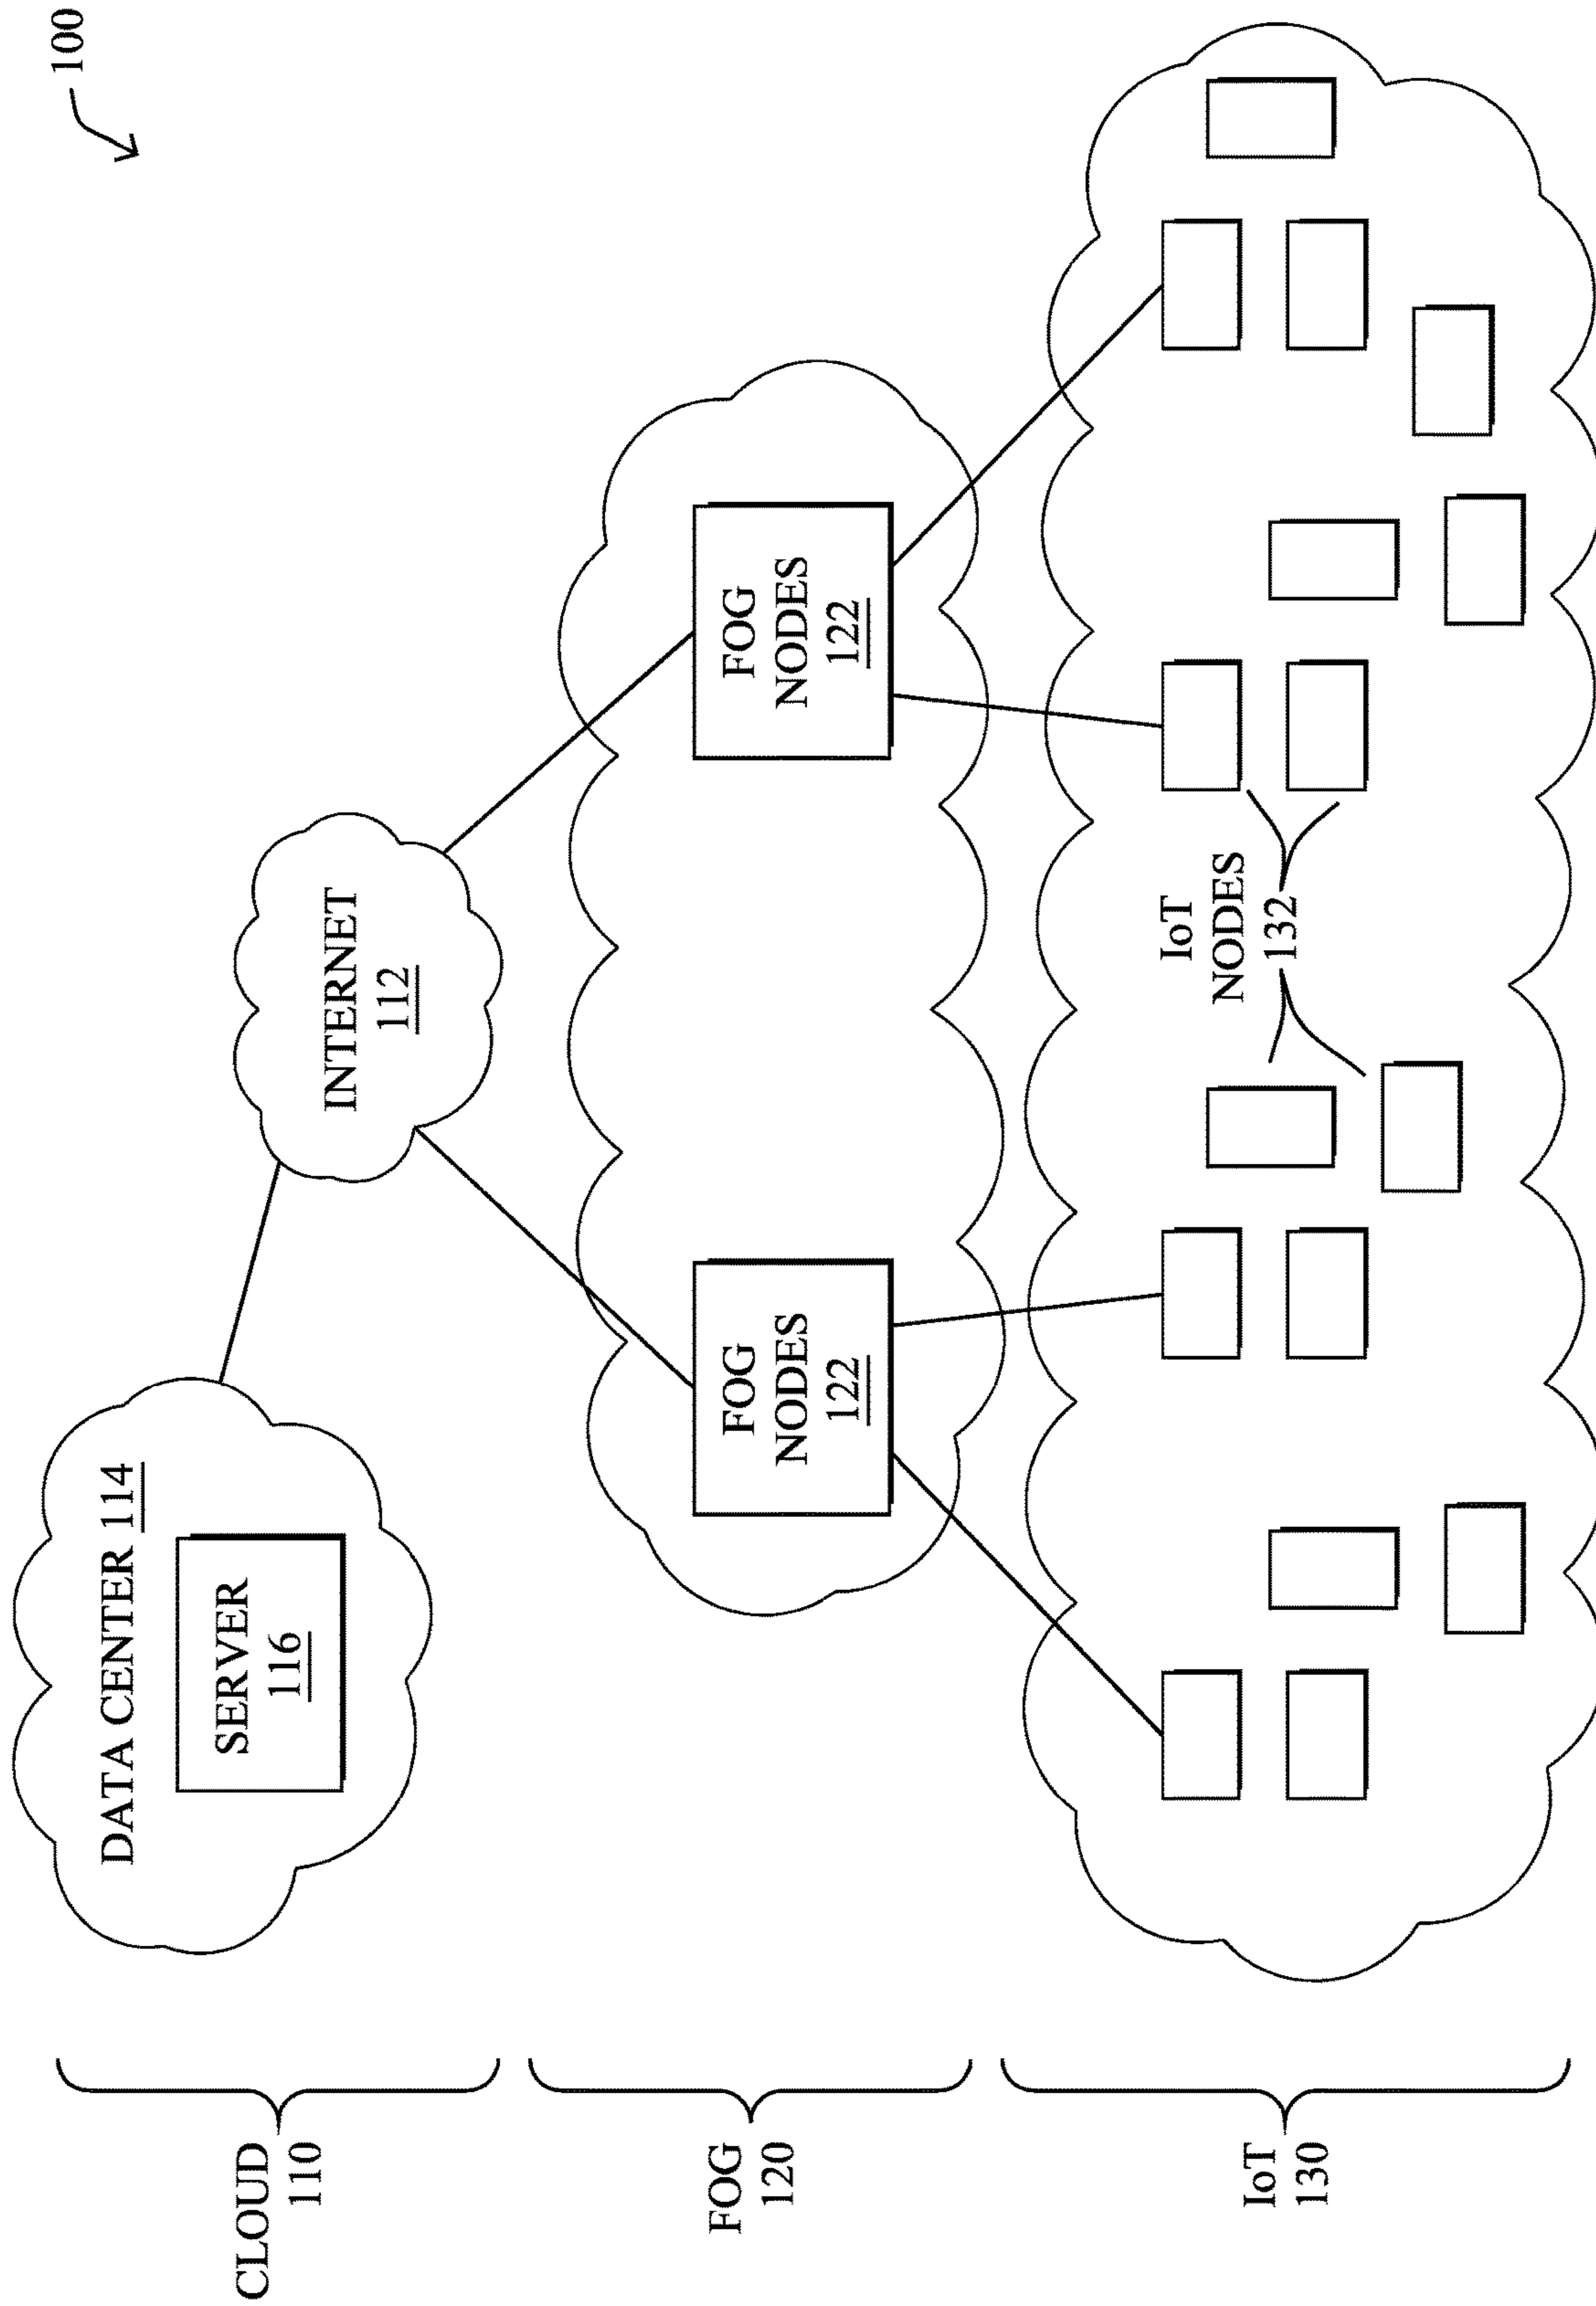 100
CLOUD
110
DATA CENTER 114
SERVER
116
INTERNET
112
FOG
120
FOG
NODES
122
FOG
NODES
122
IoT
130
IoT
NODES
132